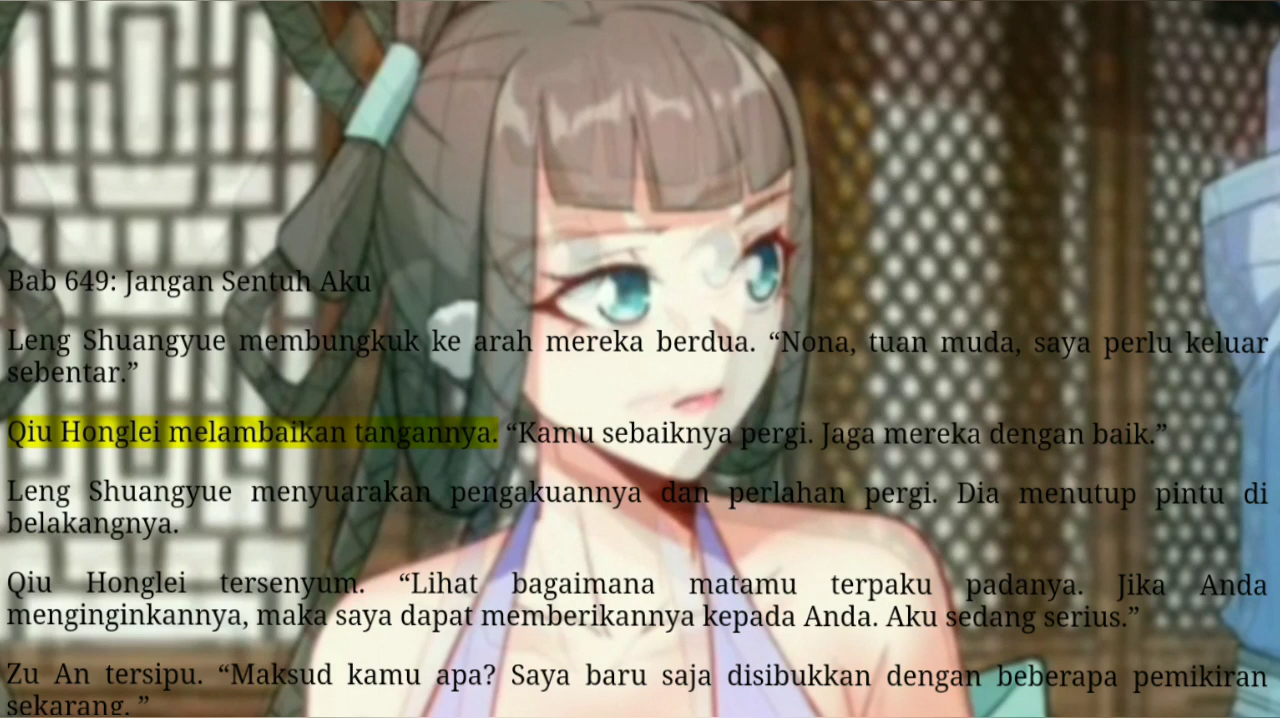 Bab 649: Jangan Sentuh Aku
Leng Shuangyue membungkuk ke arah mereka berdua. “Nona, tuan muda, saya perlu keluar
sebentar.”
Qiu Honglei melambaikan tangannya. “Kamu sebaiknya pergi. Jaga mereka dengan baik.”
Leng Shuangyue menyuarakan pengakuannya dan perlahan pergi. Dia menutup pintu di
belakangnya.
Qiu Honglei tersenyum. “Lihat bagaimana matamu terpaku padanya. Jika Anda
menginginkannya, maka saya dapat memberikannya kepada Anda. Aku sedang serius.”
Zu An tersipu. “Maksud kamu apa? Saya baru saja disibukkan dengan beberapa pemikiran
sekarang. ”